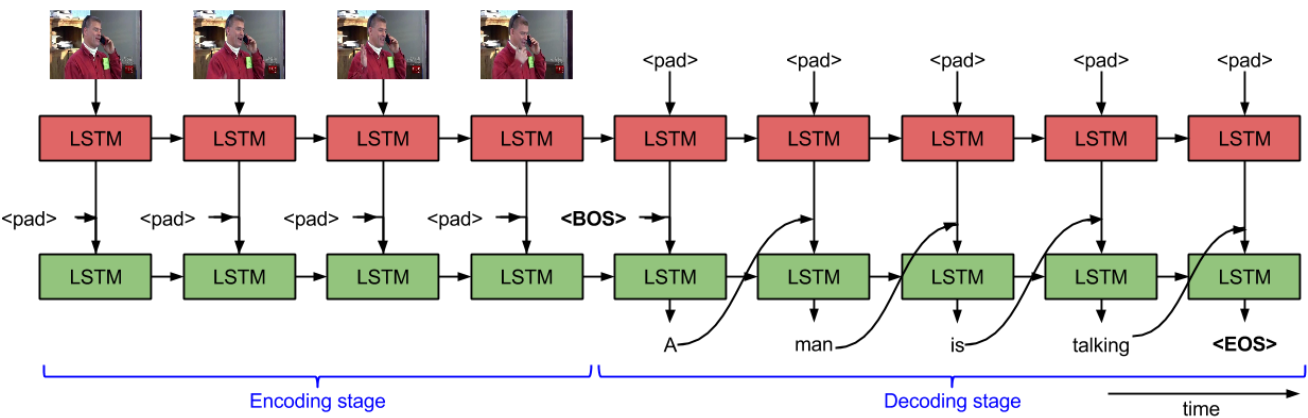 <pad> <pad> <pad> <pad> <pad>
LSTM LSTM LSTM LSTM LSTM LSTM LSTM LSTM LSTM
<pad> <pad> <pad> <pad> <BOS>
LSTM LSTM LSTM LSTM LSTM LSTM LSTM LSTM LSTM
A man is talking <EOS>
Encoding stage Decoding stage time